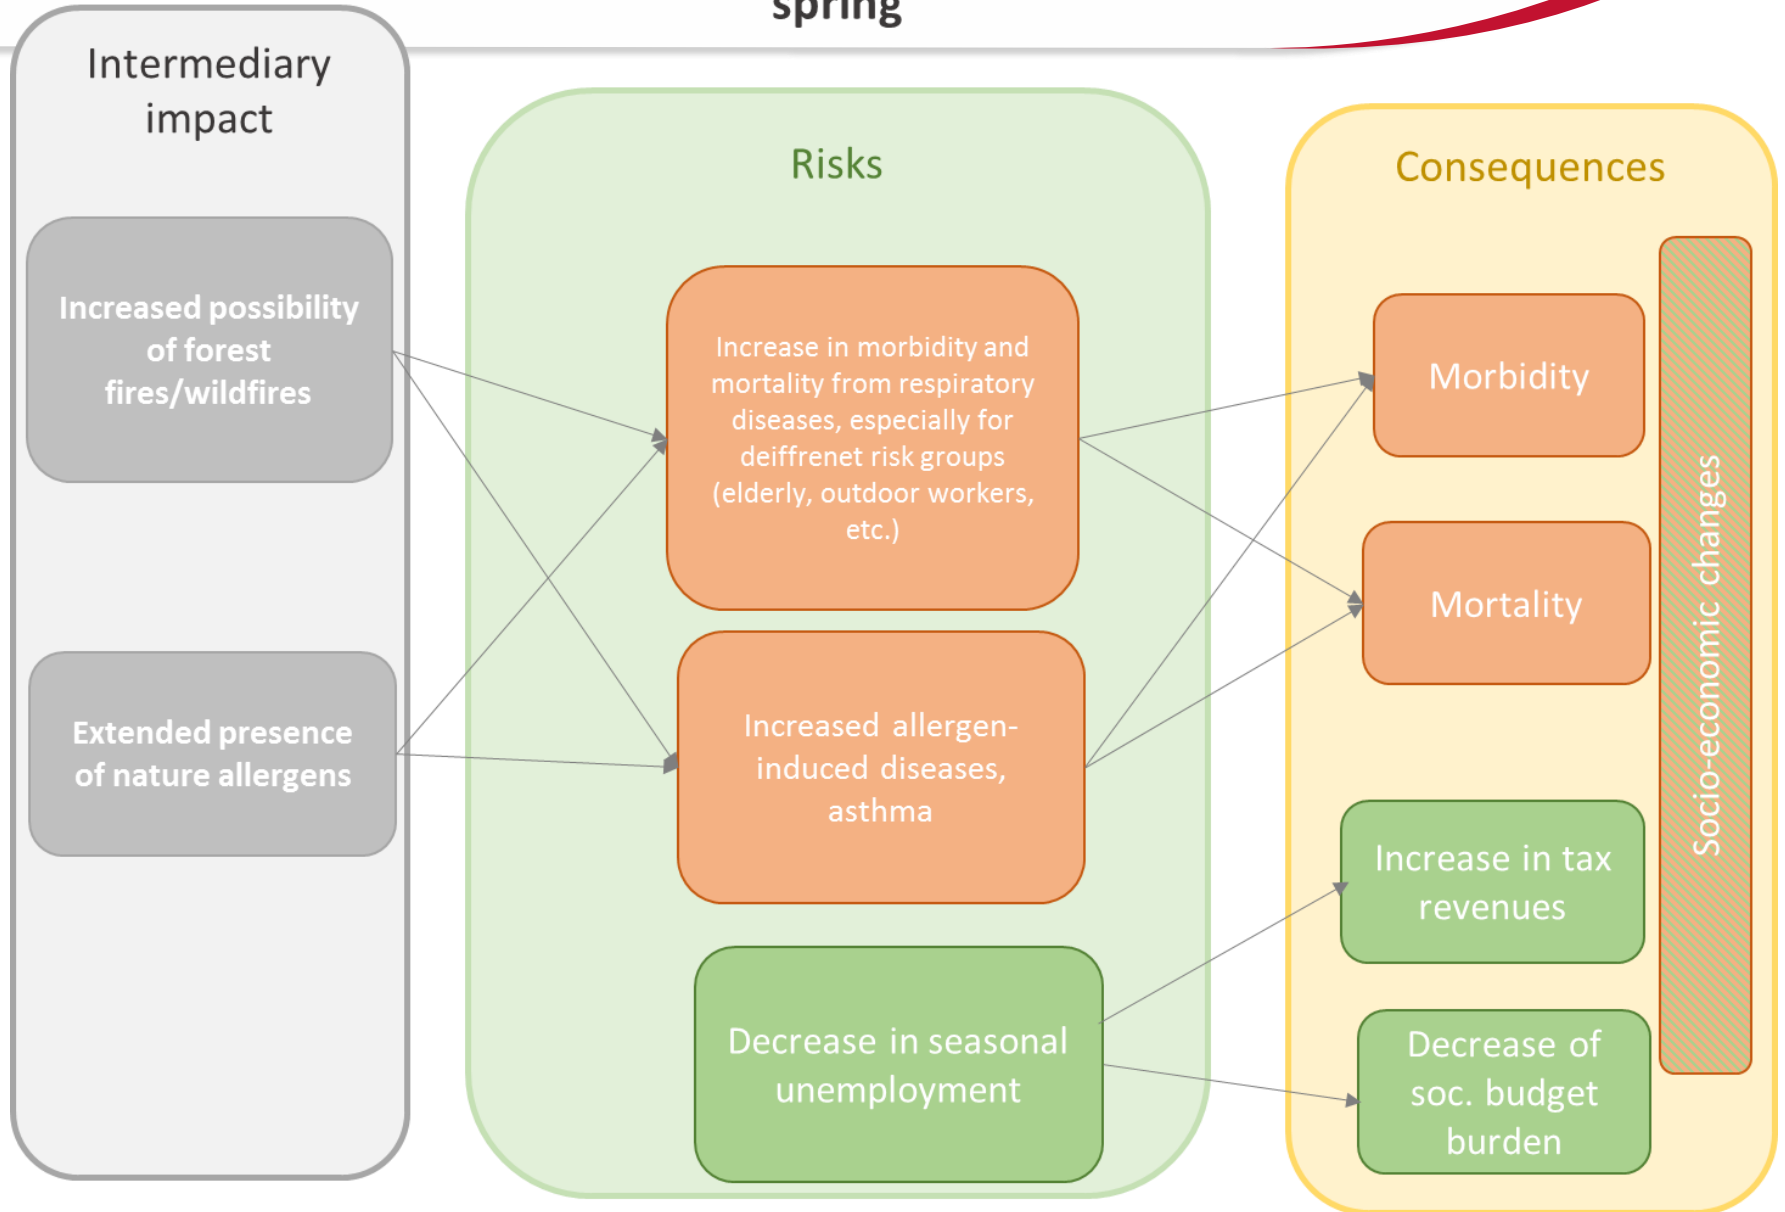 spring
Intermediary
impact
Increased possibility
of forest
fires/wildfires
Extended presence
of nature allergens
Risks
Increase in morbidity and
mortality from respiratory
diseases, especially for
deiffrenet risk groups
(elderly, outdoor workers,
etc.)
Increased allergen-
induced diseases,
asthma
Decrease in seasonal
unemployment
Consequences
Morbidity
Mortality
Increase in tax
revenues
Decrease of
soc. budget
burden
Socio-economic changes